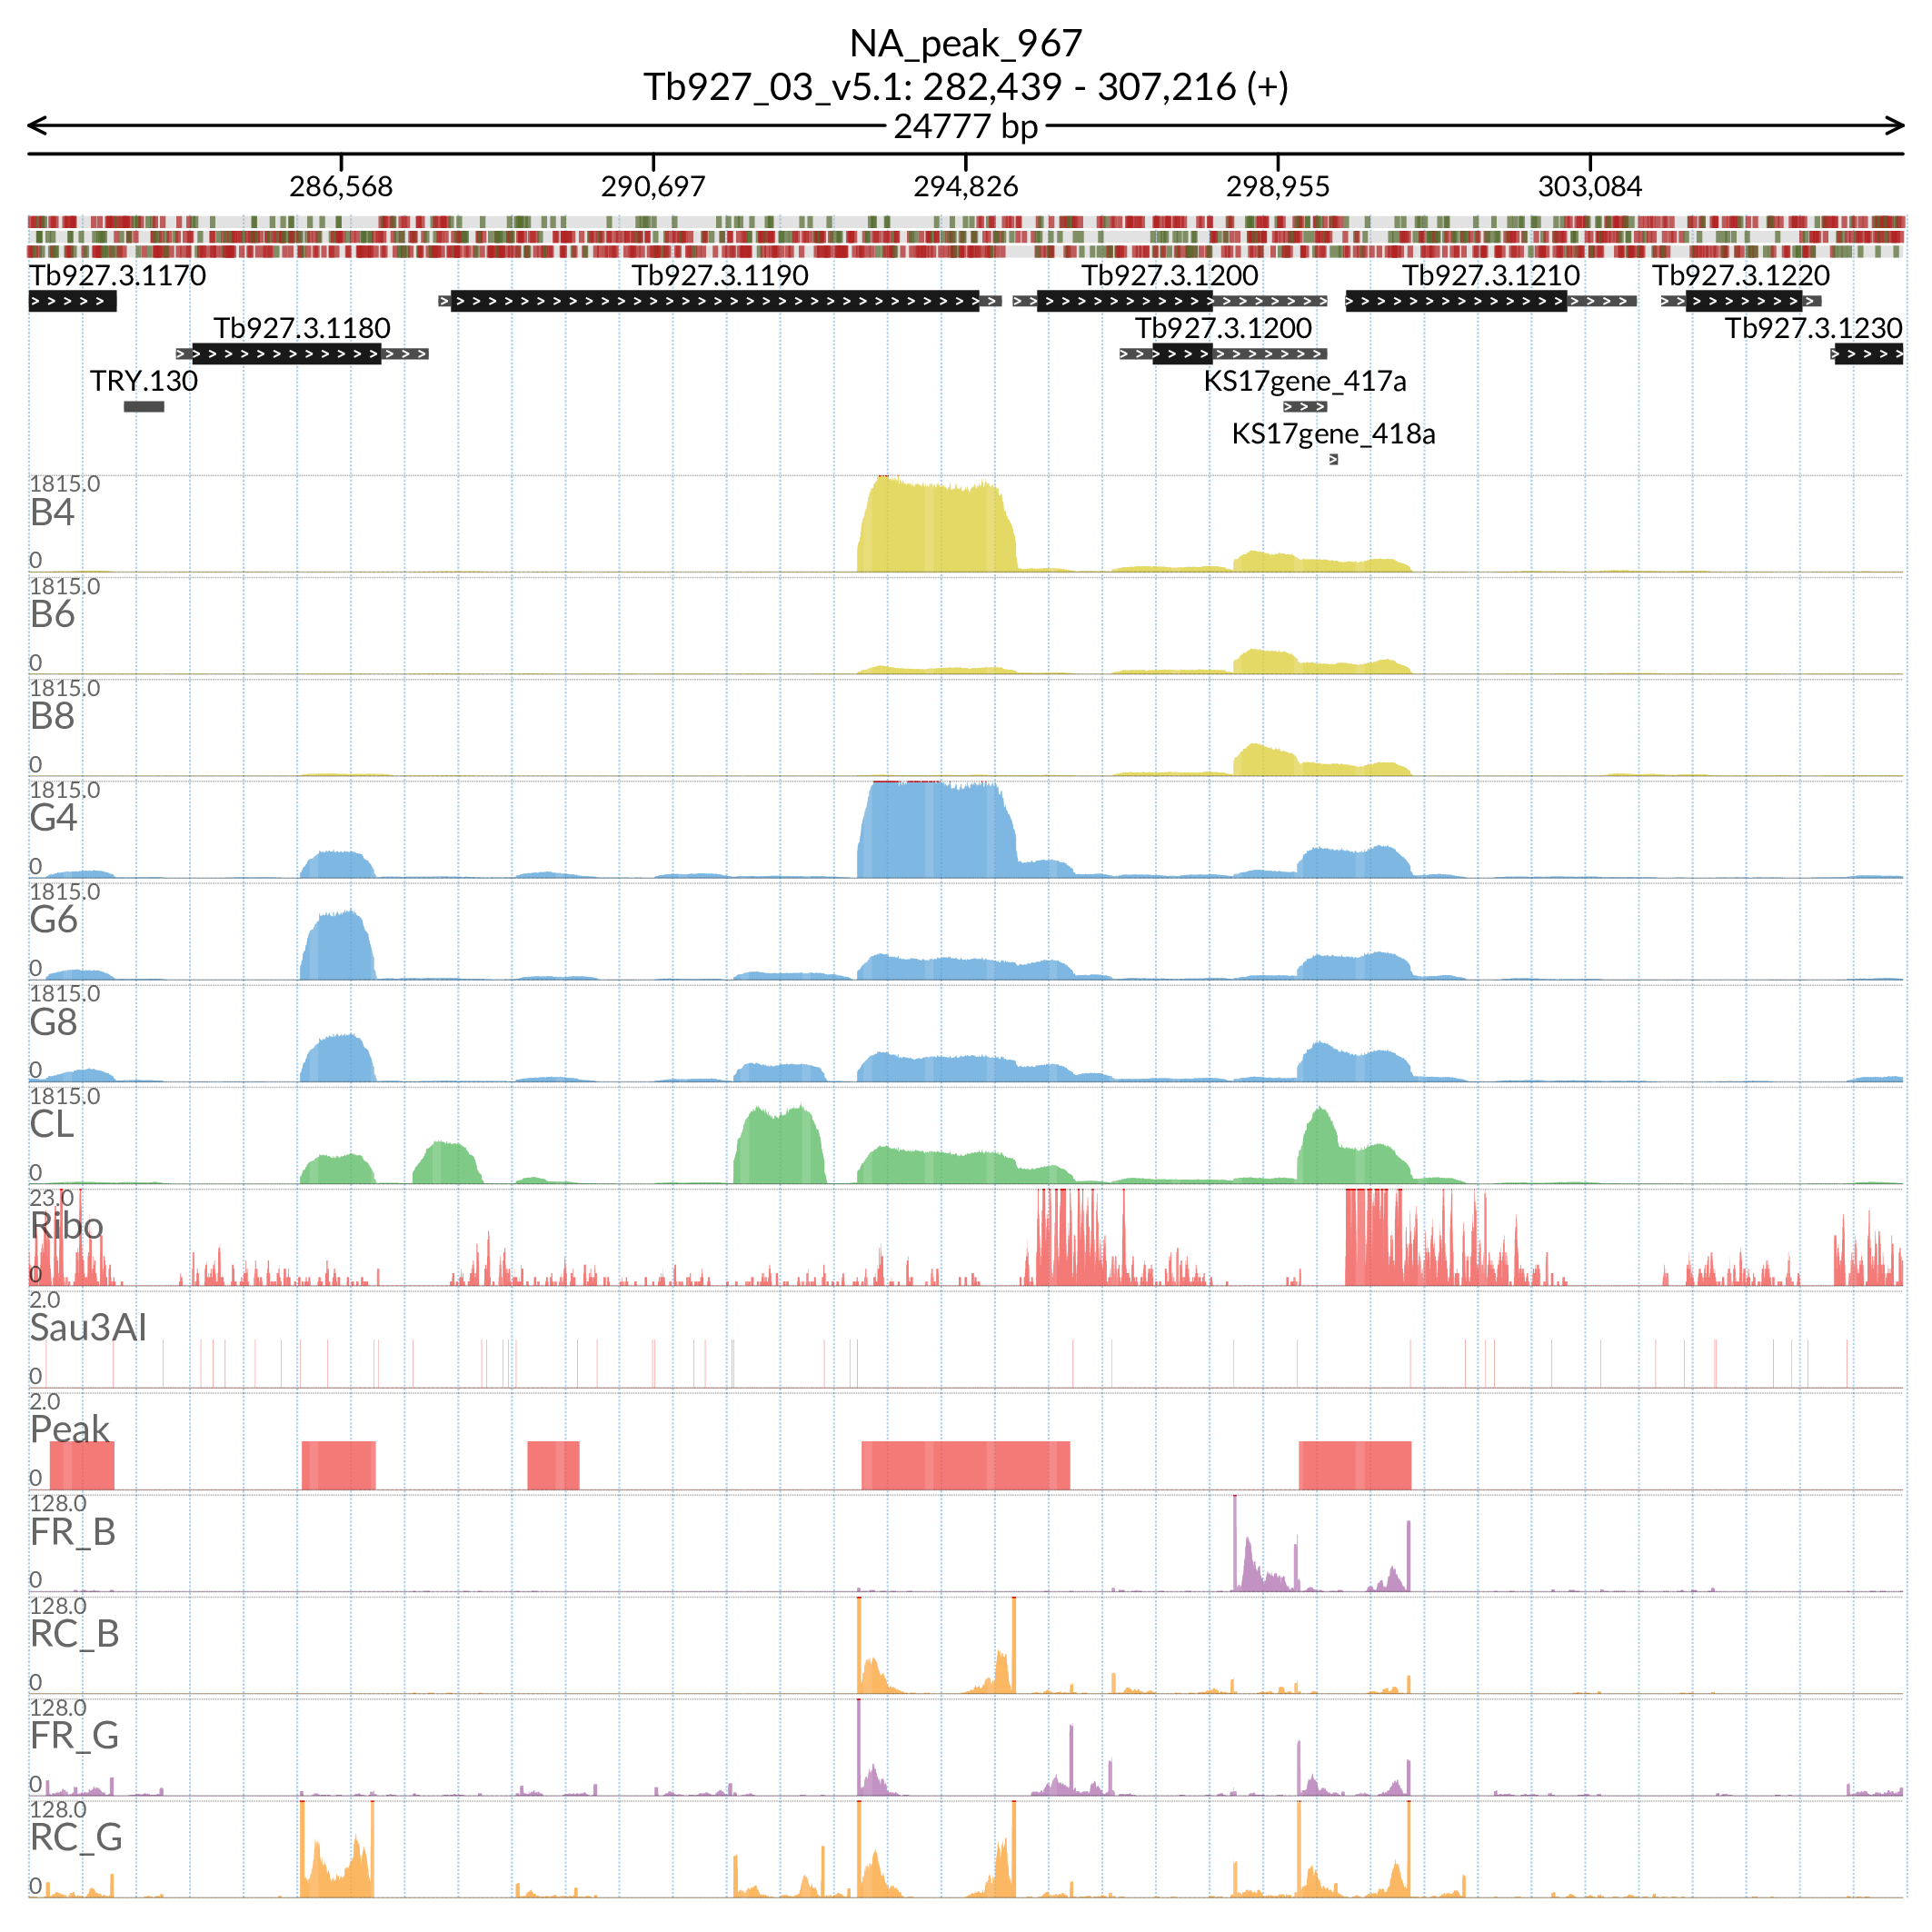 NA_peak_967
Tb927_03_v5.1: 282,439 - 307,216 (+)
24777 bp
286,568 290,697 294,826 298,955 303,084
Tb927.3.1170 Tb927.3.1190 Tb927.3.1200 Tb927.3.1210 Tb927.3.1220
Tb927.3.1180 Tb927.3.1200 Tb927.3.1230
TRY.130 KS17gene_417a
KS17gene_418a
1815.0
B4
0
1815.0
B6
0
1815.0
B8
0
1815.0
G4
0
1815.0
G6
0
1815.0
G8
0
1815.0
CL
0
23.0
Ribo
0
2.0
Sau3AI
0
2.0
Peak
0
128.0
FR_B
0
128.0
RC_B
0
128.0
FR_G
0
128.0
RC_G
0